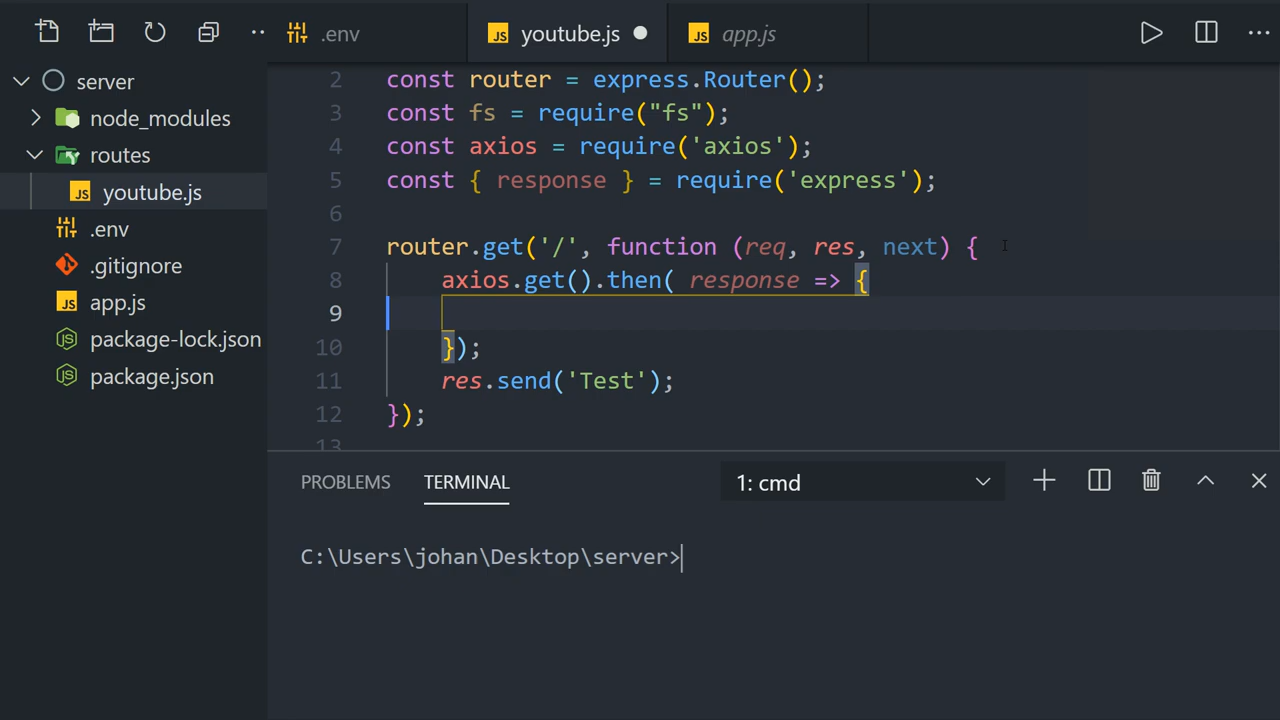 .env
youtube.js
app.js
server
node_modules
routes
youtube.js
.env
.gitignore
app.js
package-lock.json
package.json
2 const router = express.Router();
3 const fs = require("fs");
4 const axios = require('axios');
5 const { response } = require('express');
6
7 router.get('/', function (req, res, next) {
8 axios.get().then( response => {
9
10 });
11 res.send('Test');
12 });
13
PROBLEMS
TERMINAL
1: cmd
C:\Users\johan\Desktop\server>